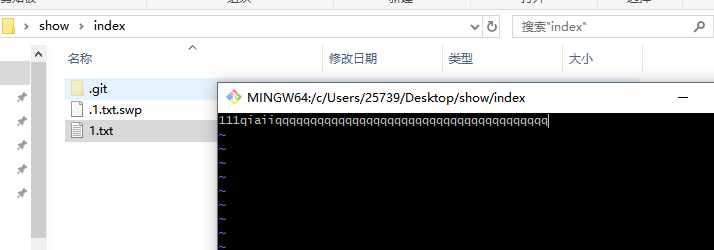 show > index
搜索"index"
名称 修改日期 类型 大小
.git
.1.txt.swp
1.txt
MINGW64:/c/Users/25739/Desktop/show/index
111qiaiiqqqqqqqqqqqqqqqqqqqqqqqqqqqqqqqqqqqqqqq
~
~
~
~
~
~
~